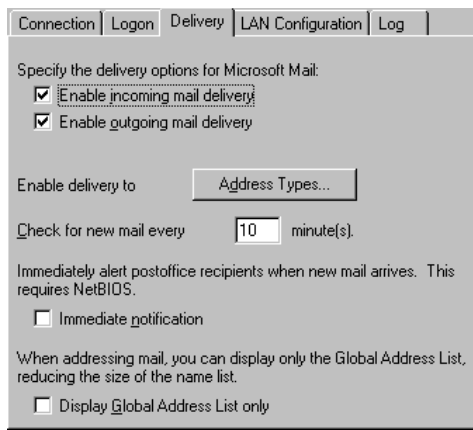 Connection Logon Delivery LAN Configuration Log
Specify the delivery options for Microsoft Mail:
Enable incoming mail delivery
Enable outgoing mail delivery
Enable delivery to Address Types...
Check for new mail every 10 minute(s).
Immediately alert postoffice recipients when new mail arrives. This
requires NetBIOS.
Immediate notification
When addressing mail, you can display only the Global Address List,
reducing the size of the name list.
Display Global Address List only